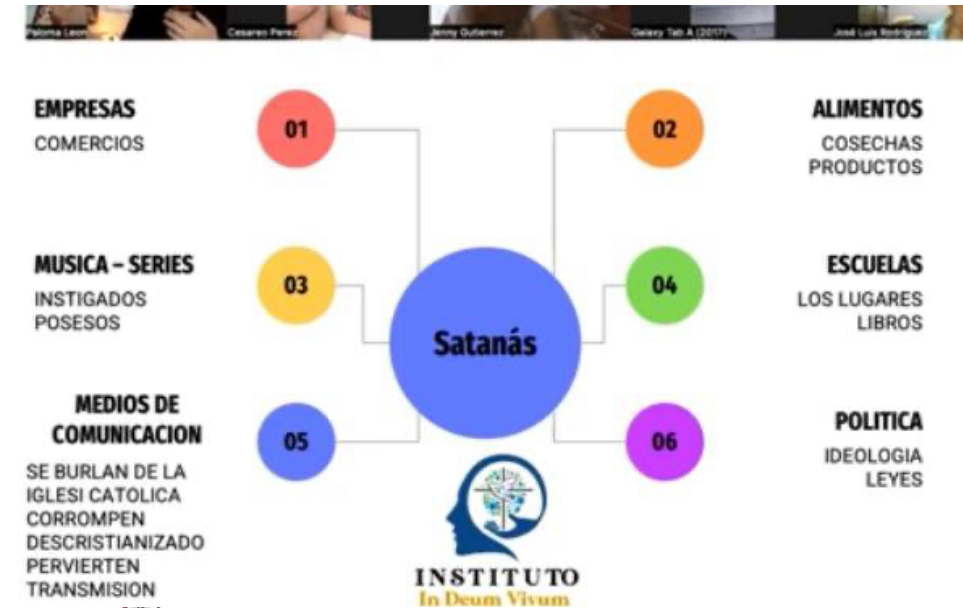 Paloma Leon
Cesareo Perez
Jenny Gutierrez
Galaxy Tab A (2017)
José Luis Rodríguez
EMPRESAS
COMERCIOS
01
02
ALIMENTOS
COSECHAS
PRODUCTOS
MUSICA – SERIES
INSTIGADOS
POSESOS
03
04
ESCUELAS
LOS LUGARES
LIBROS
Satanás
MEDIOS DE
COMUNICACION
SE BURLAN DE LA
IGLESI CATOLICA
CORROMPEN
DESCRISTIANIZADO
PERVIERTEN
TRANSMISION
05
06
POLITICA
IDEOLOGIA
LEYES
INSTITUTO
In Deum Vivum